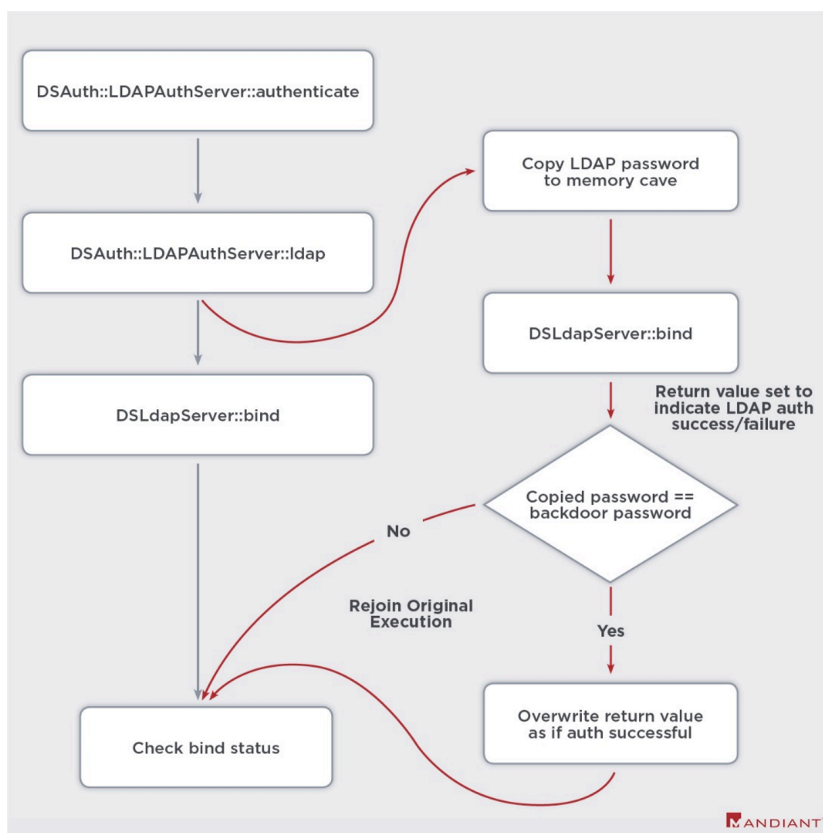 DSAuth::LDAPAuthServer::authenticate
DSAuth::LDAPAuthServer::ldap
DSLdapServer::bind
Copy LDAP password
to memory cave
DSLdapServer::bind
Return value set to
indicate LDAP auth
success/failure
Copied password ==
backdoor password
No
Rejoin Original
Execution
Yes
Overwrite return value
as if auth successful
Check bind status
MANDIANT